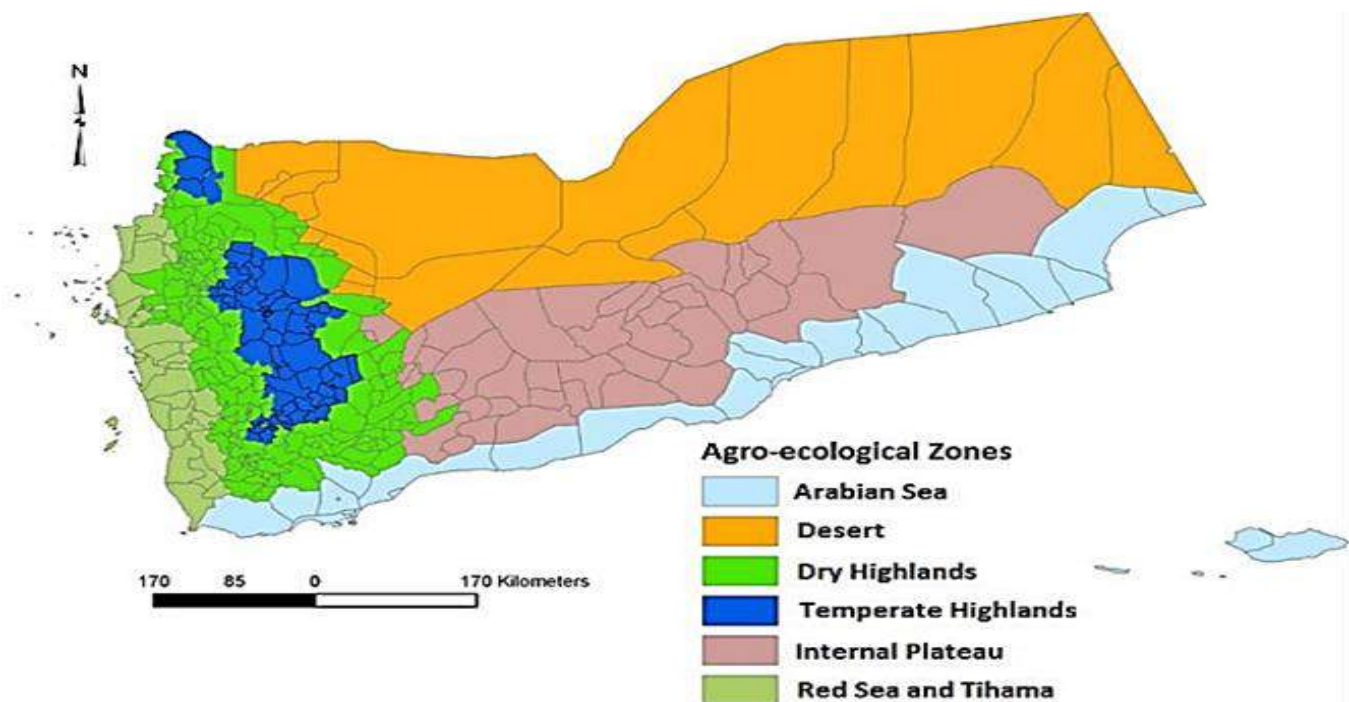 N
170 85 0 170 Kilometers
Agro-ecological Zones
Arabian Sea
Desert
Dry Highlands
Temperate Highlands
Internal Plateau
Red Sea and Tihama